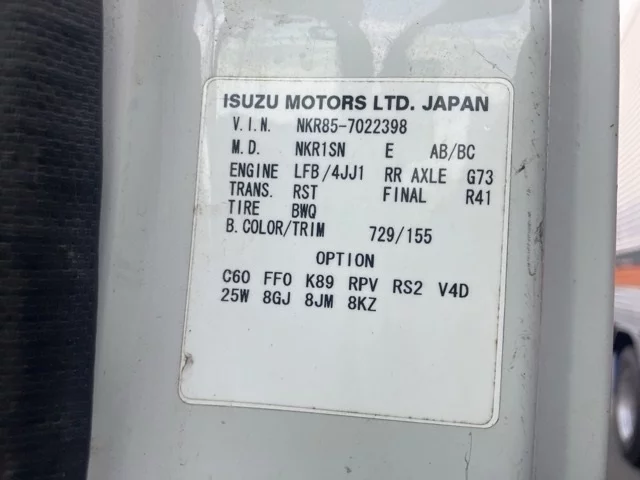 ISUZU MOTORS LTD. JAPAN
V.I.N. NKR85-7022398
M.D. NKR1SN E AB/BC
ENGINE LFB/4JJ1 RR AXLE G73
TRANS. RST FINAL R41
TIRE BWQ
B.COLOR/TRIM 729/155
OPTION
C60 FF0 K89 RPV RS2 V4D
25W 8GJ 8JM 8KZ